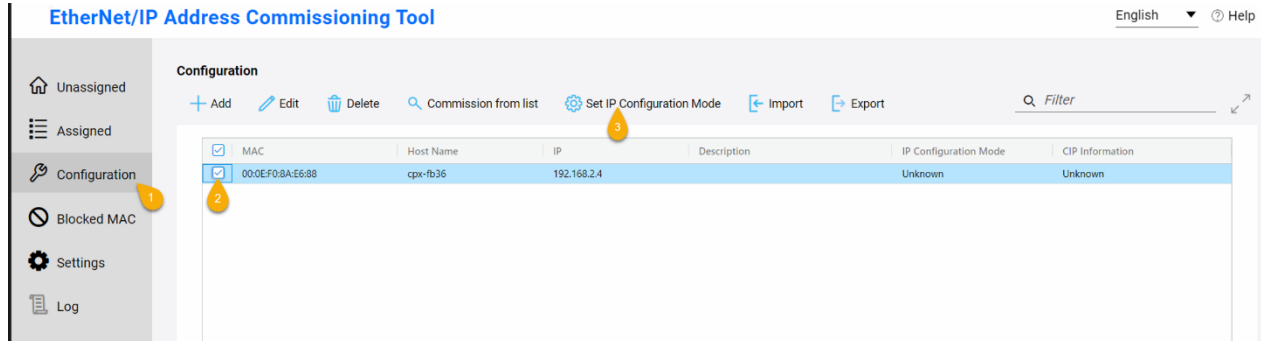 EtherNet/IP Address Commissioning Tool
English Help
Unassigned
Assigned
Configuration
Blocked MAC
Settings
Log
Configuration
Add Edit Delete Commission from list Set IP Configuration Mode Import Export Filter
MAC Host Name IP Description IP Configuration Mode CIP Information
00:0E:F0:8A:E6:88 cpx-fb36 192.168.2.4 Unknown Unknown
1
2
3